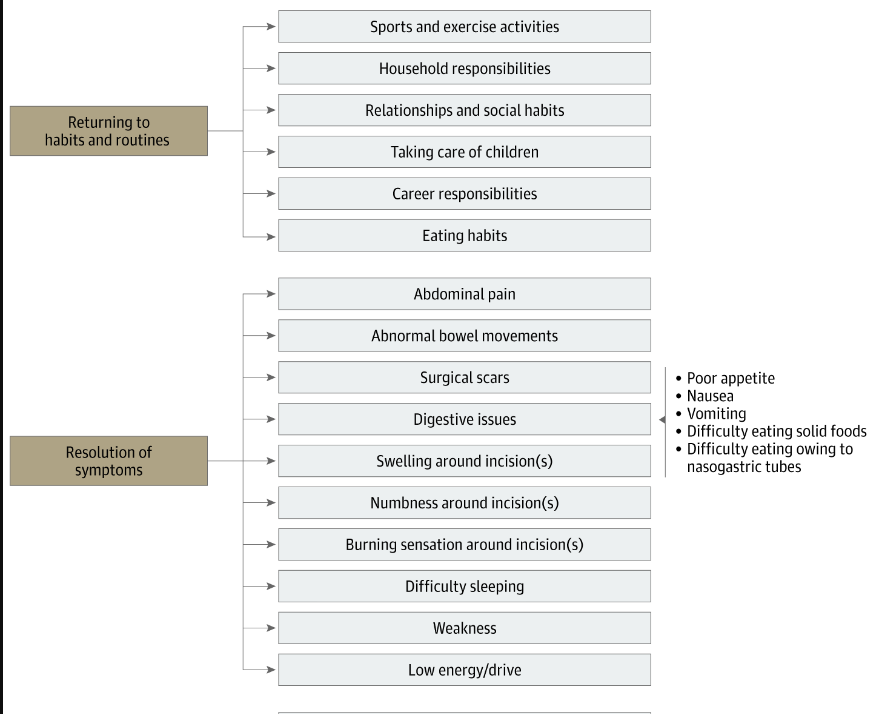 Returning to
habits and routines
Sports and exercise activities
Household responsibilities
Relationships and social habits
Taking care of children
Career responsibilities
Eating habits
Resolution of
symptoms
Abdominal pain
Abnormal bowel movements
Surgical scars
Digestive issues
• Poor appetite
• Nausea
• Vomiting
• Difficulty eating solid foods
• Difficulty eating owing to
nasogastric tubes
Swelling around incision(s)
Numbness around incision(s)
Burning sensation around incision(s)
Difficulty sleeping
Weakness
Low energy/drive